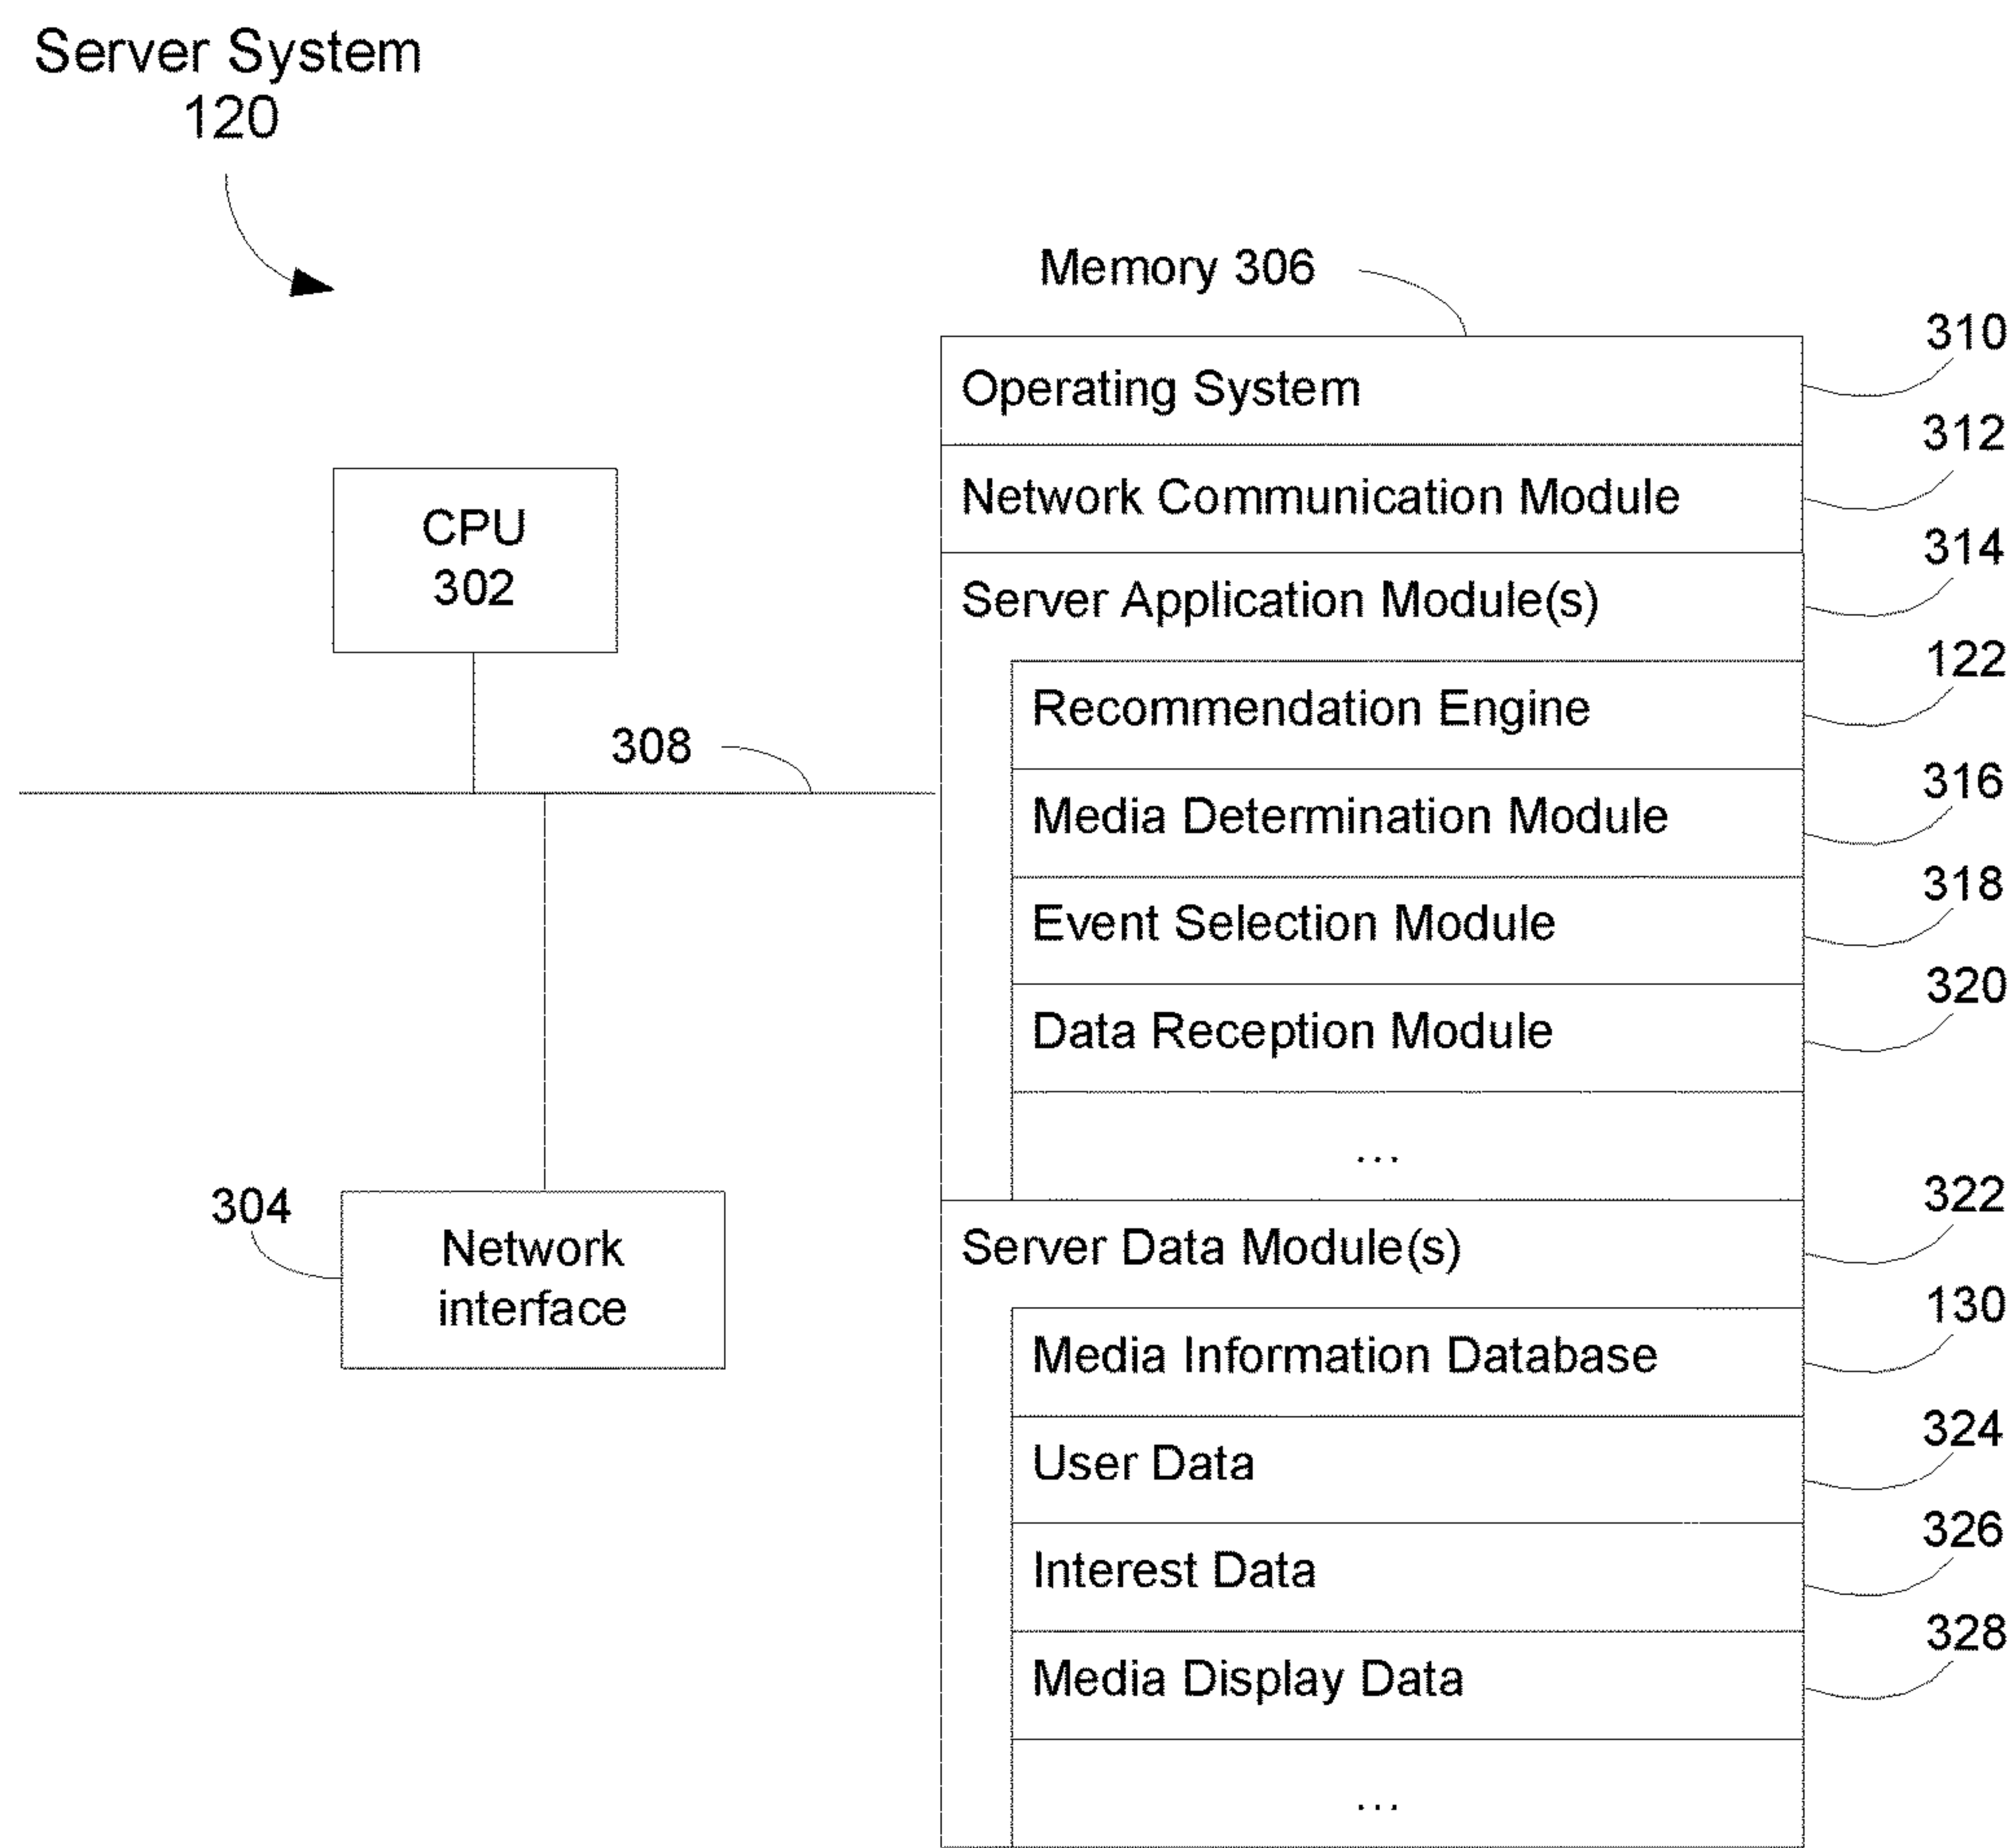 Server System
120
Memory 306
310
Operating System
312
Network Communication Module
CPU
302
314
Server Application Module(s)
122
Recommendation Engine
308
316
Media Determination Module
318
Event Selection Module
320
Data Reception Module
...
304
Network
interface
322
Server Data Module(s)
130
Media Information Database
324
User Data
326
Interest Data
328
Media Display Data
...